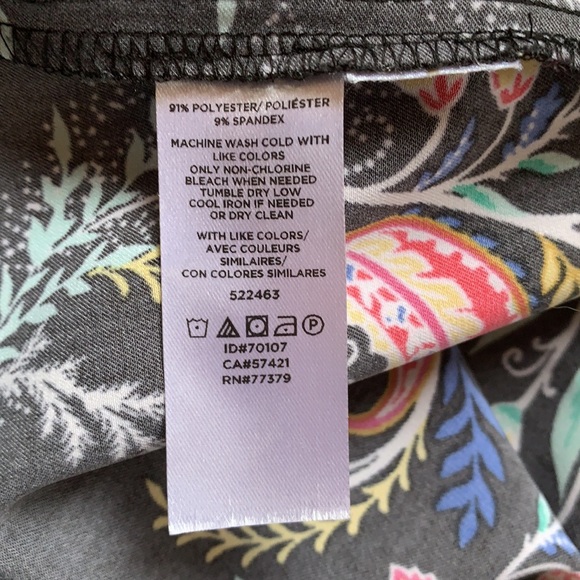 91% POLYESTER/ POLIÉSTER
9% SPANDEX
MACHINE WASH COLD WITH
LIKE COLORS
ONLY NON-CHLORINE
BLEACH WHEN NEEDED
TUMBLE DRY LOW
COOL IRON IF NEEDED
OR DRY CLEAN
WITH LIKE COLORS/
AVEC COULEURS
SIMILAIRES/
CON COLORES SIMILARES
522463
P
ID#70107
CA#57421
RN#77379